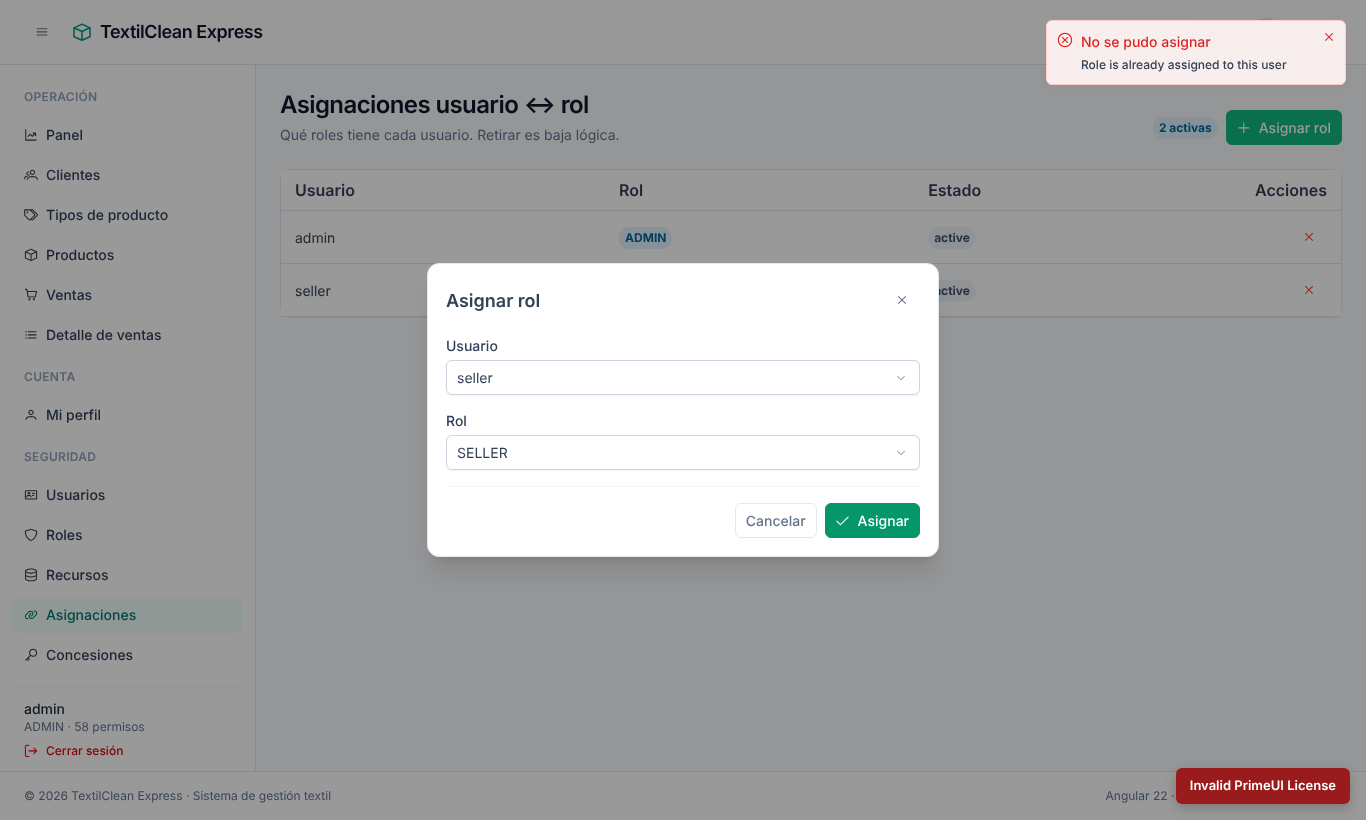 TextilClean Express
No se pudo asignar
Role is already assigned to this user
OPERACIÓN
Panel
Clientes
Tipos de producto
Productos
Ventas
Detalle de ventas
CUENTA
Mi perfil
SEGURIDAD
Usuarios
Roles
Recursos
Asignaciones
Concesiones
admin
ADMIN · 58 permisos
Cerrar sesión
Asignaciones usuario ↔ rol
Qué roles tiene cada usuario. Retirar es baja lógica.
2 activas
Asignar rol
Usuario Rol Estado Acciones
admin ADMIN active
seller active
Asignar rol
Usuario
seller
Rol
SELLER
Cancelar
Asignar
© 2026 TextilClean Express · Sistema de gestión textil
Angular 22 ·
Invalid PrimeUI License